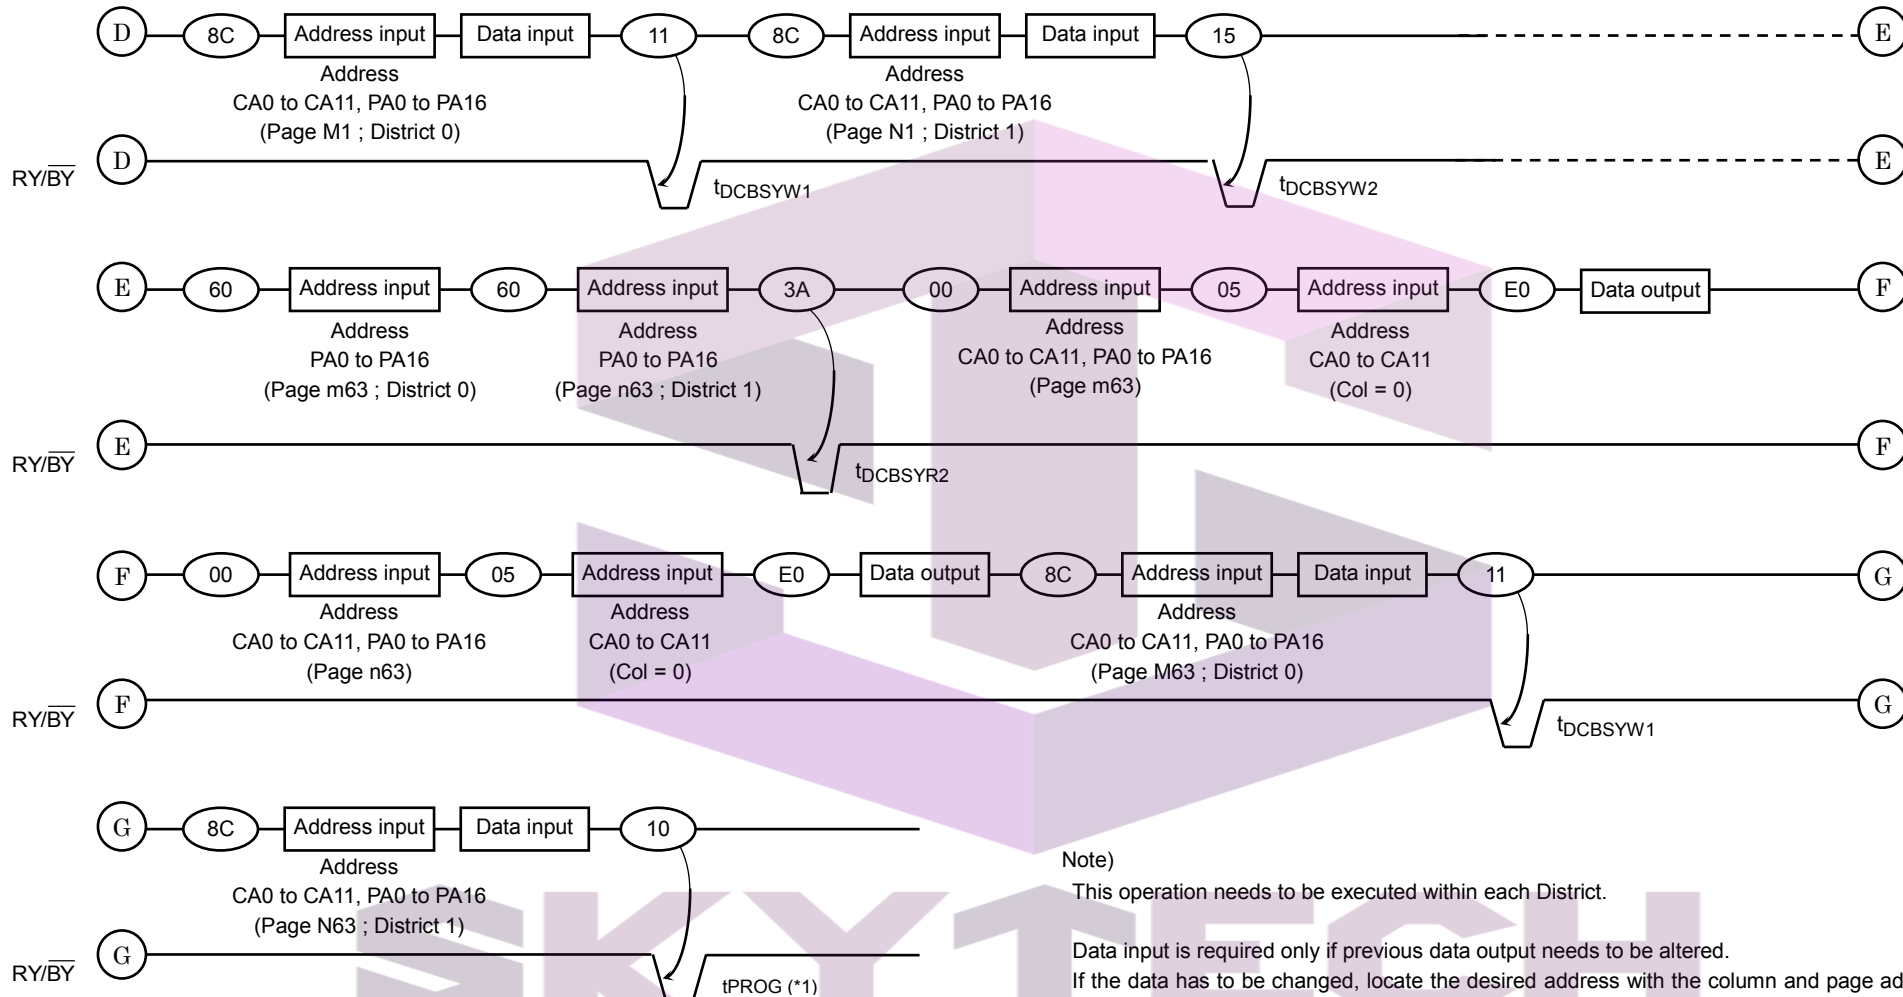 D 8C Address input Data input 11 8C Address input Data input 15 E
Address Address
CA0 to CA11, PA0 to PA16 CA0 to CA11, PA0 to PA16
(Page M1 ; District 0) (Page N1 ; District 1)
RY/BY D E
tDCBSYW1 tDCBSYW2
E 60 Address input 60 Address input 3A 00 Address input 05 Address input E0 Data output F
Address Address Address Address
PA0 to PA16 PA0 to PA16 CA0 to CA11, PA0 to PA16 CA0 to CA11
(Page m63 ; District 0) (Page n63 ; District 1) (Page m63) (Col = 0)
RY/BY E F
tDCBSYR2
F 00 Address input 05 Address input E0 Data output 8C Address input Data input 11 G
Address Address Address
CA0 to CA11, PA0 to PA16 CA0 to CA11 CA0 to CA11, PA0 to PA16
(Page n63) (Col = 0) (Page M63 ; District 0)
RY/BY F G
tDCBSYW1
G 8C Address input Data input 10
Address
CA0 to CA11, PA0 to PA16
(Page N63 ; District 1)
RY/BY G
tPROG (*1)
Note)
This operation needs to be executed within each District.
Data input is required only if previous data output needs to be altered.
If the data has to be changed, locate the desired address with the column and page ad
SKYTECH